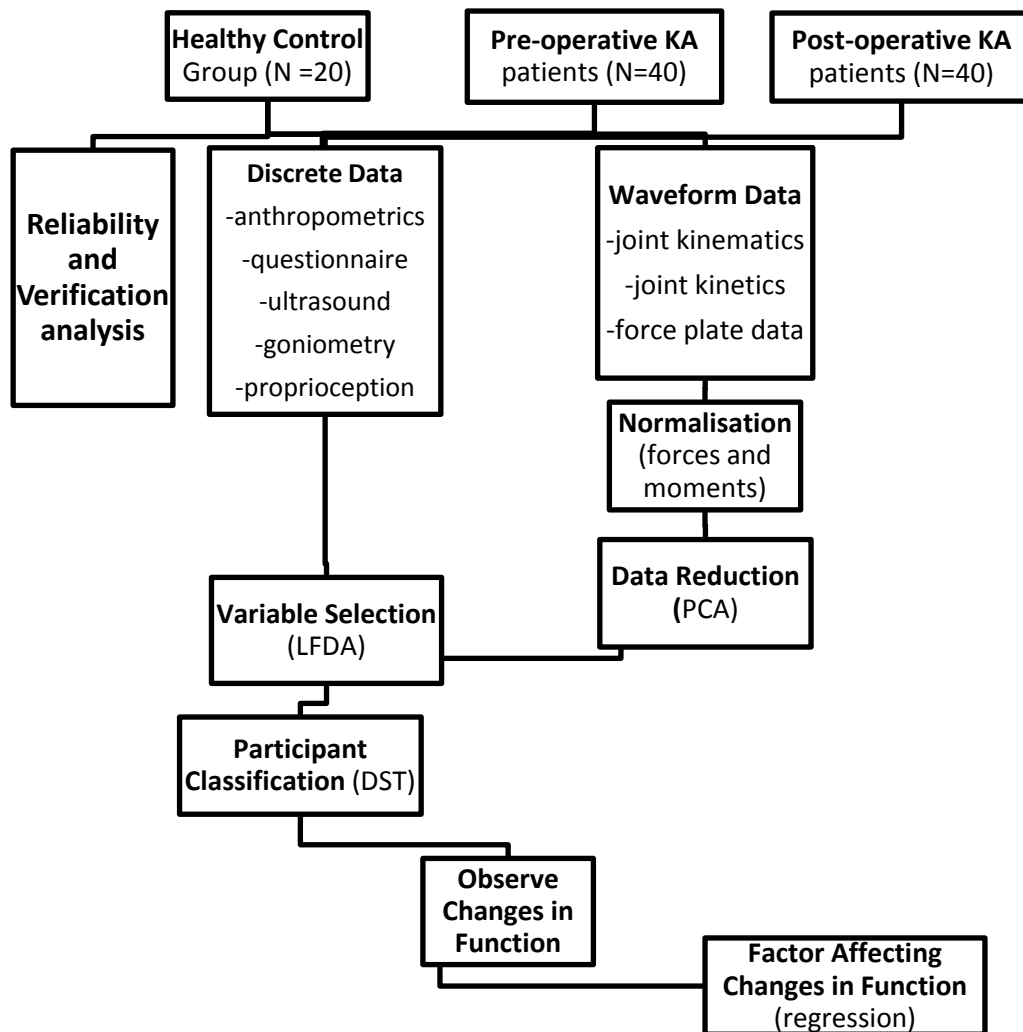 Healthy Control
Group (N =20)
Pre-operative KA
patients (N=40)
Post-operative KA
patients (N=40)
Reliability
and
Verification
analysis
Discrete Data
-anthropometrics
-questionnaire
-ultrasound
-goniometry
-proprioception
Waveform Data
-joint kinematics
-joint kinetics
-force plate data
Normalisation
(forces and
moments)
Data Reduction
(PCA)
Variable Selection
(LFDA)
Participant
Classification (DST)
Observe
Changes in
Function
Factor Affecting
Changes in Function
(regression)